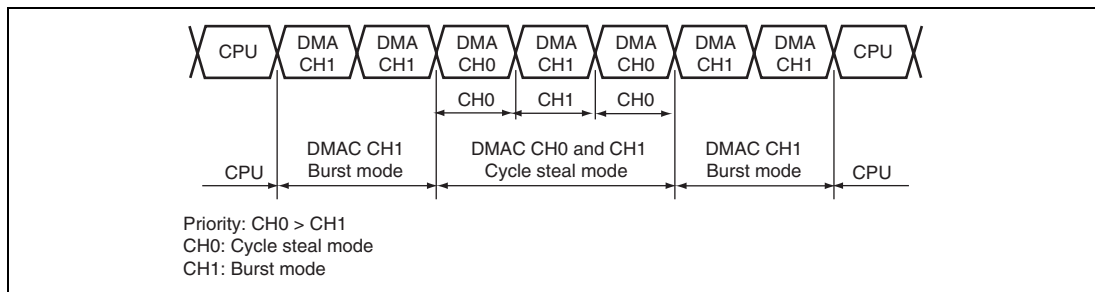 CPU DMA CH1 DMA CH1 DMA CH0 DMA CH1 DMA CH0 DMA CH1 DMA CH1 CPU
CH0 CH1 CH0
CPU DMAC CH1 Burst mode DMAC CH0 and CH1 Cycle steal mode DMAC CH1 Burst mode CPU
Priority: CH0 > CH1
CH0: Cycle steal mode
CH1: Burst mode